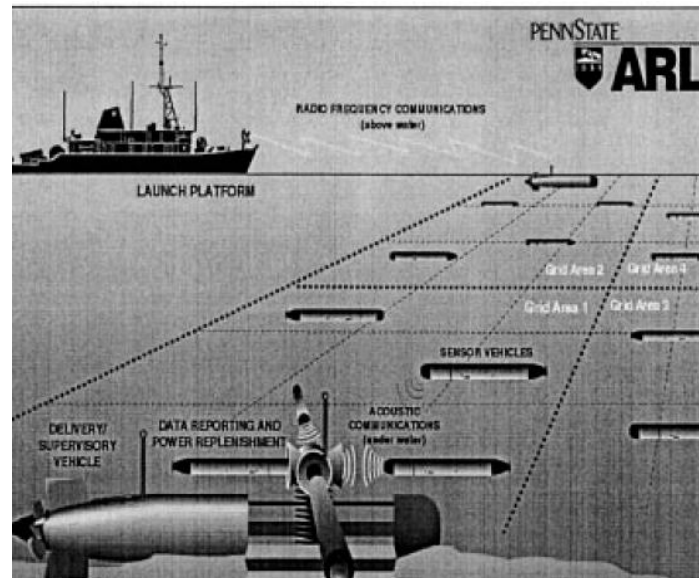 PENNSTATE
ARL
RADIO FREQUENCY COMMUNICATIONS
(above water)
LAUNCH PLATFORM
Grid Area 2
Grid Area 4
Grid Area 1
Grid Area 3
SENSOR VEHICLES
DELIVERY/
SUPERVISORY
VEHICLE
DATA REPORTING AND
POWER REPLENISHMENT
ACOUSTIC
COMMUNICATIONS
(under water)